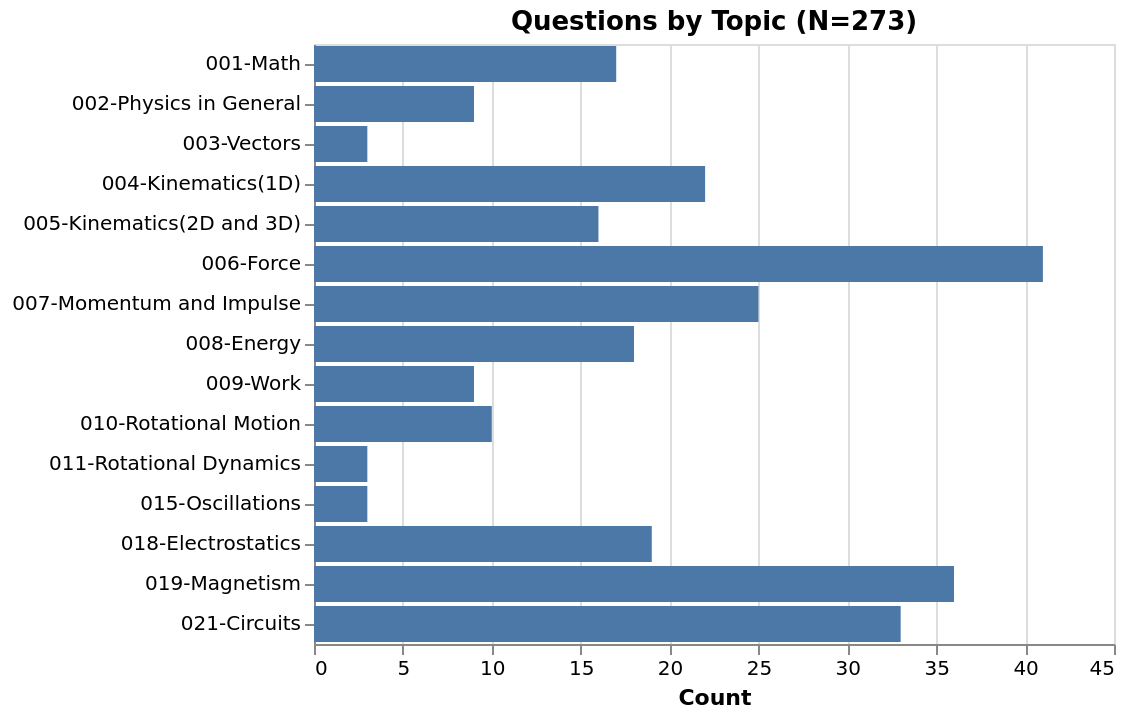 Questions by Topic (N=273)
001-Math
002-Physics in General
003-Vectors
004-Kinematics(1D)
005-Kinematics(2D and 3D)
006-Force
007-Momentum and Impulse
008-Energy
009-Work
010-Rotational Motion
011-Rotational Dynamics
015-Oscillations
018-Electrostatics
019-Magnetism
021-Circuits
0 5 10 15 20 25 30 35 40 45
Count